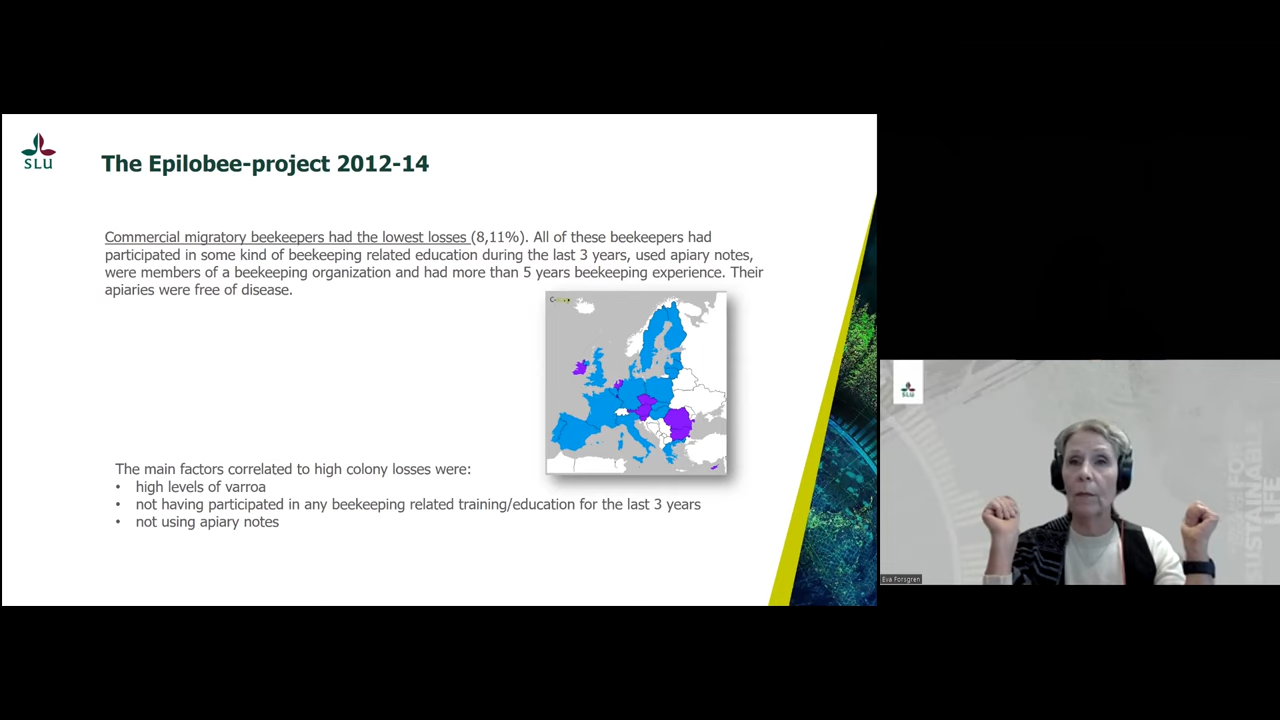 SLU
The Epilobee-project 2012-14
Commercial migratory beekeepers had the lowest losses (8,11%). All of these beekeepers had
participated in some kind of beekeeping related education during the last 3 years, used apiary notes,
were members of a beekeeping organization and had more than 5 years beekeeping experience. Their
apiaries were free of disease.
The main factors correlated to high colony losses were:
• high levels of varroa
• not having participated in any beekeeping related training/education for the last 3 years
• not using apiary notes
SLU
Eva Forsgren
FOR
SUSTAINABLE
LIFE